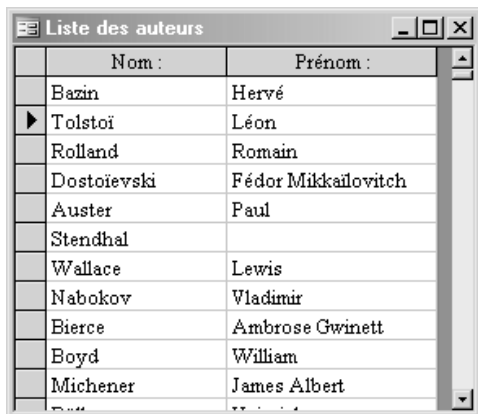 Liste des auteurs
Nom : Prénom :
Bazin Hervé
Tolstoï Léon
Rolland Romain
Dostoïevski Fédor Mikkaïlovitch
Auster Paul
Stendhal
Wallace Lewis
Nabokov Vladimir
Bierce Ambrose Gwinett
Boyd William
Michener James Albert